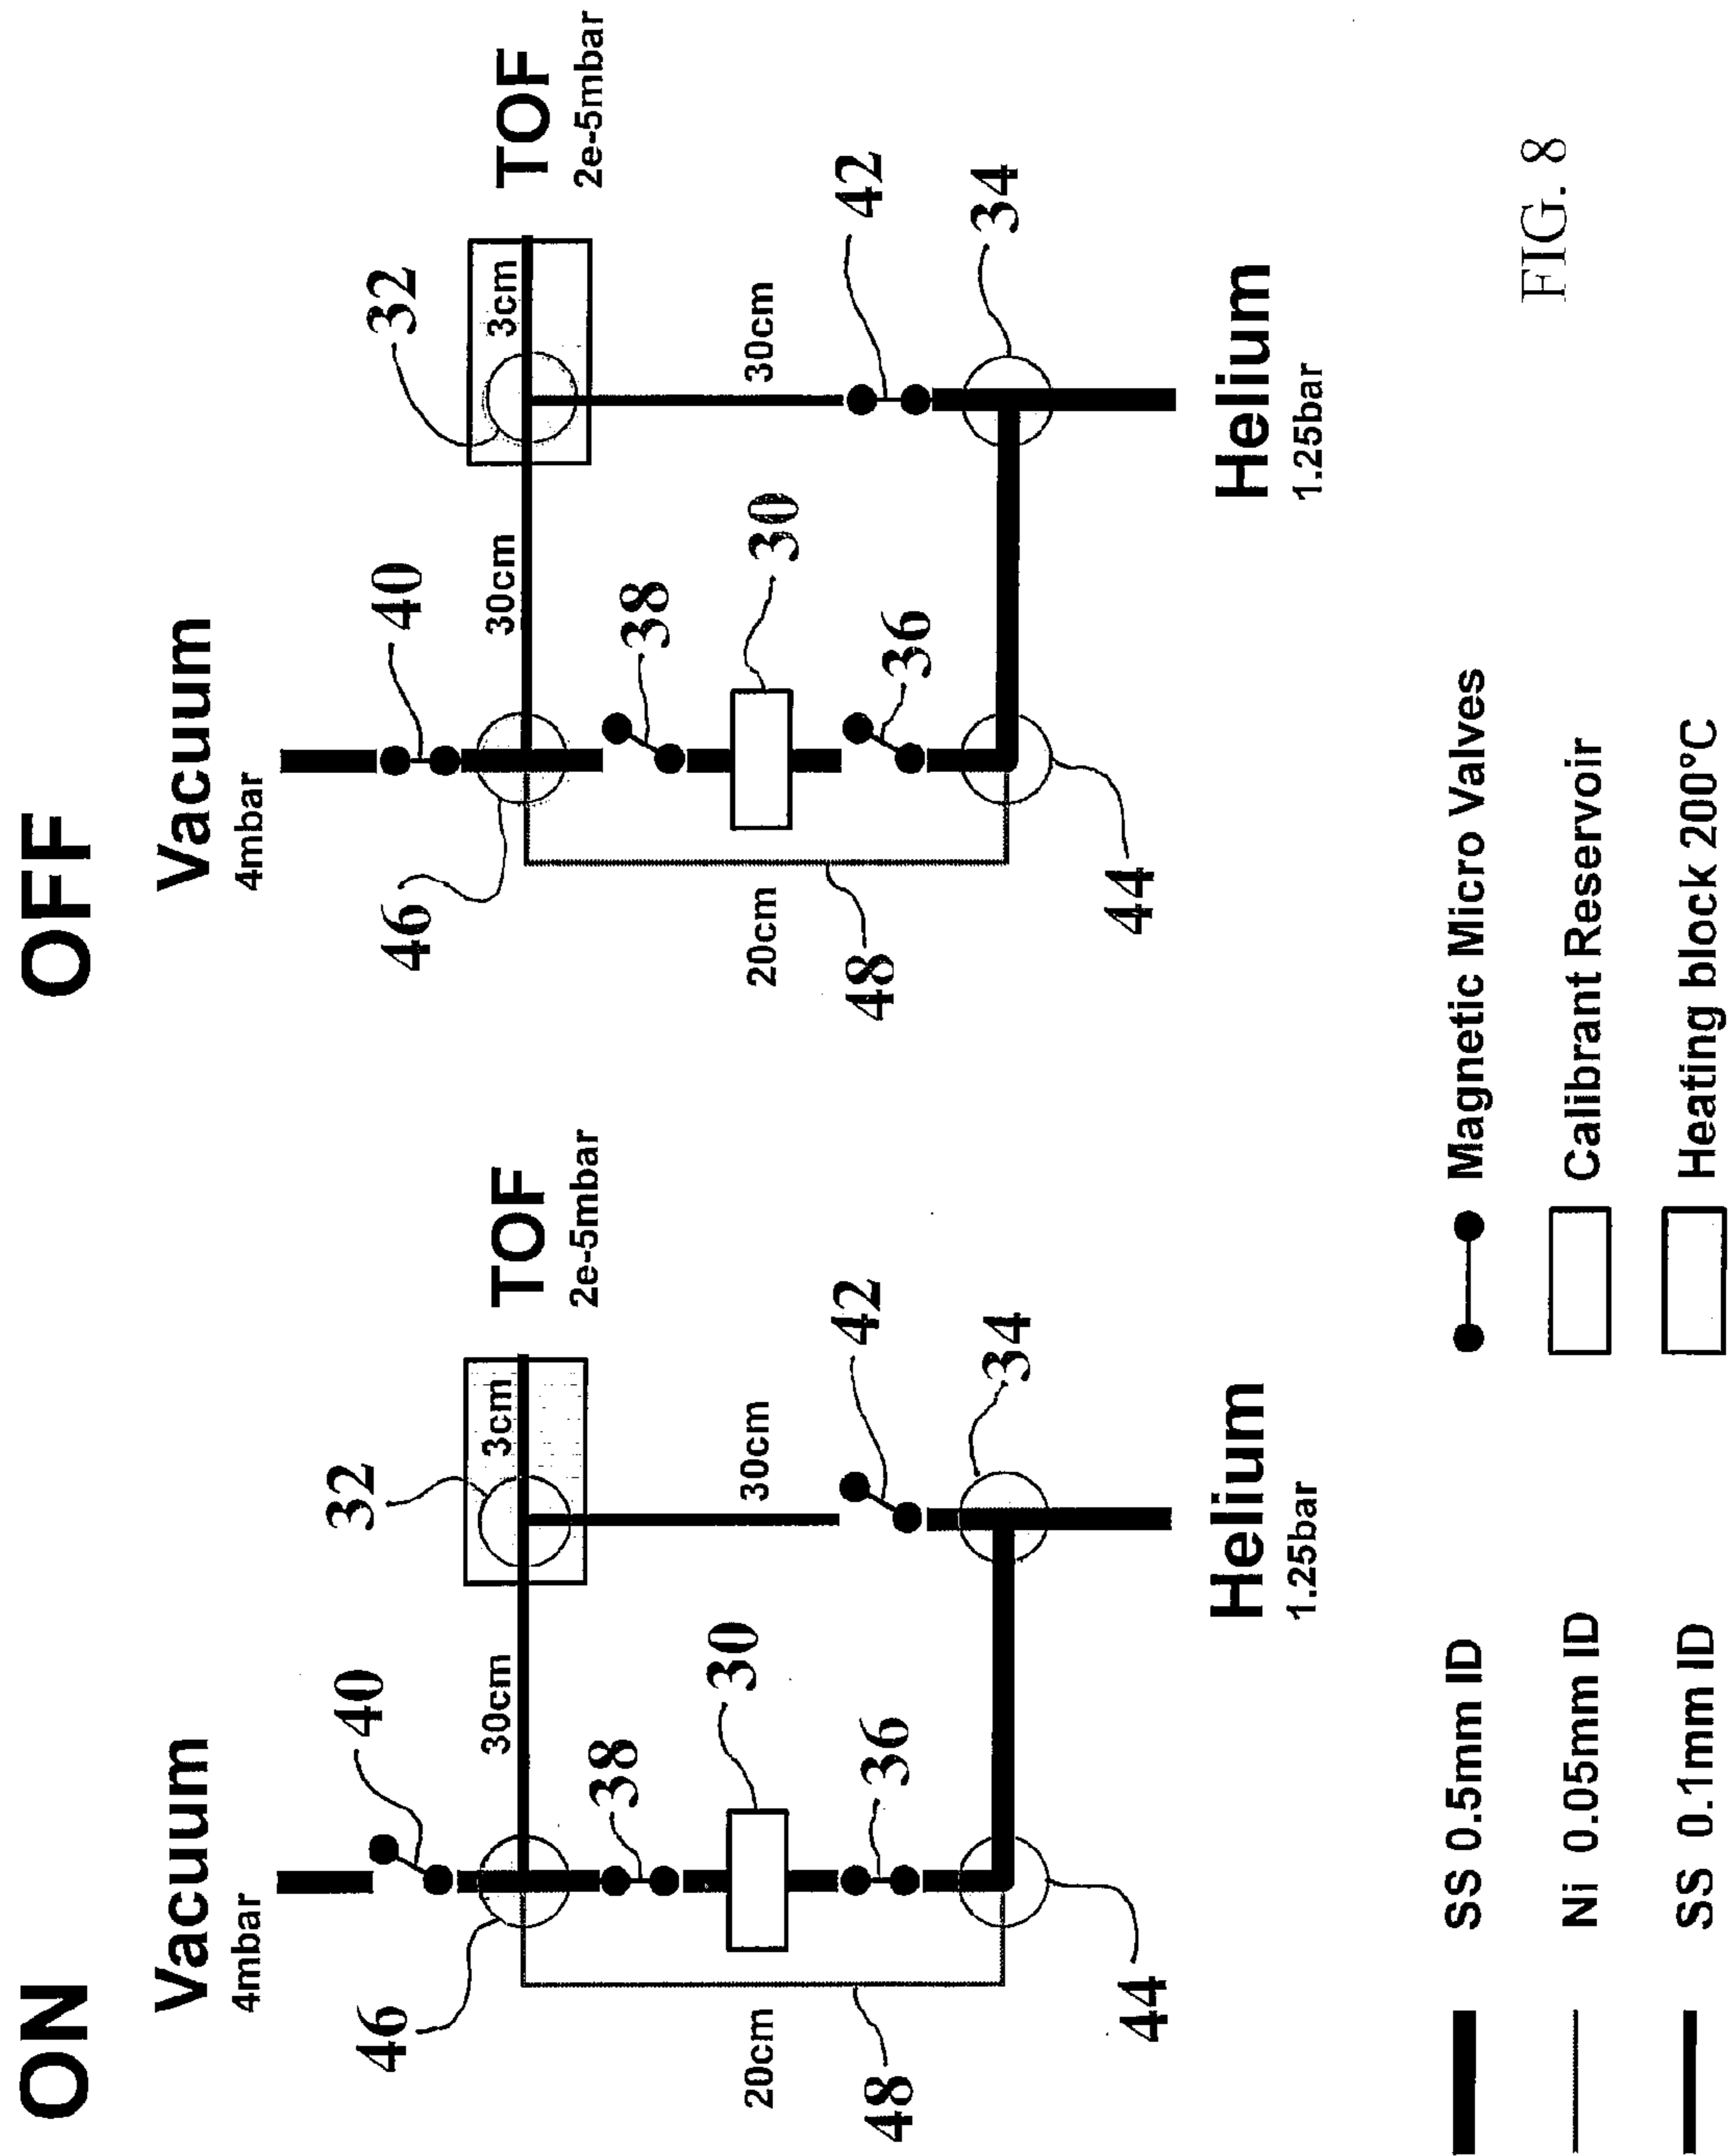 ON
Vacuum
4mbar
40
46
30cm
32
3cm
TOF
2e-5mbar
38
30
20cm
36
30cm
42
48
44
34
Helium
1.25bar
OFF
Vacuum
4mbar
40
46
30cm
32
3cm
TOF
2e-5mbar
38
30
20cm
36
30cm
42
48
44
34
Helium
1.25bar
SS 0.5mm ID
Ni 0.05mm ID
SS 0.1mm ID
Magnetic Micro Valves
Calibrant Reservoir
Heating block 200°C
FIG. 8